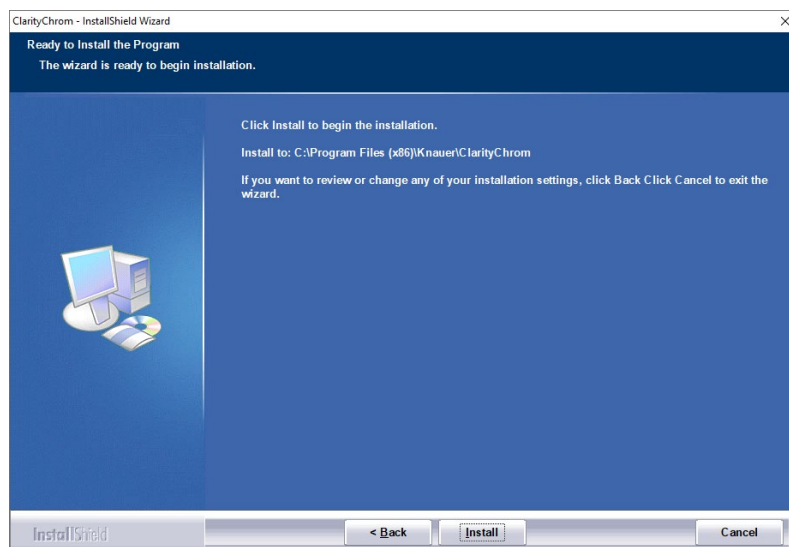 ClarityChrom - InstallShield Wizard
Ready to Install the Program
The wizard is ready to begin installation.
Click Install to begin the installation.
Install to: C:\Program Files (x86)\Knauer\ClarityChrom
If you want to review or change any of your installation settings, click Back Click Cancel to exit the
wizard.
InstallShield
< Back
Install
Cancel